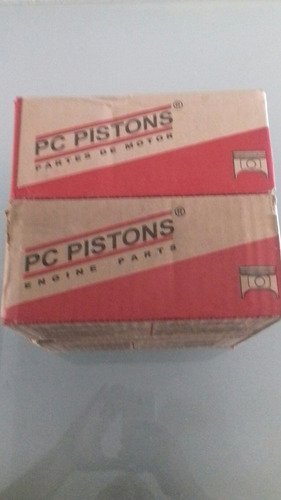 PC PISTONS®
PARTES DE MOTOR
PC PISTONS®
ENGINE PARTS